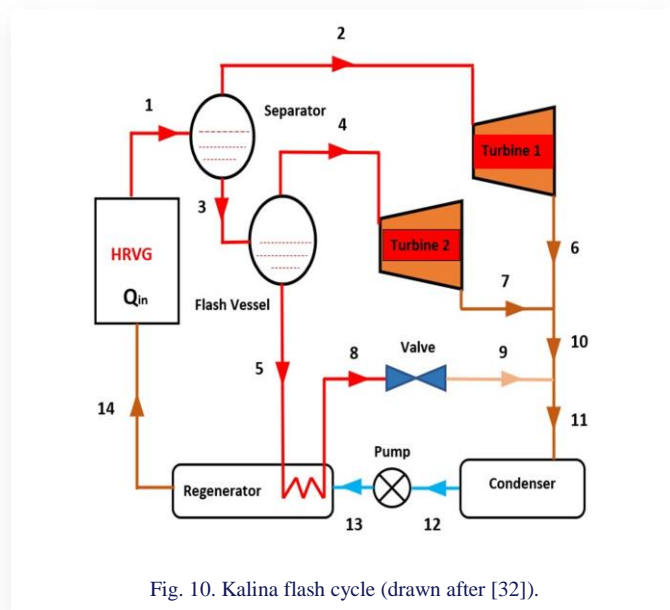 2
1
Separator
4
Turbine 1
3
HRVG
Qin
Turbine 2
6
Flash Vessel
7
5
8
Valve
9
10
14
11
Pump
Regenerator
Condenser
13
12
Fig. 10. Kalina flash cycle (drawn after [32]).